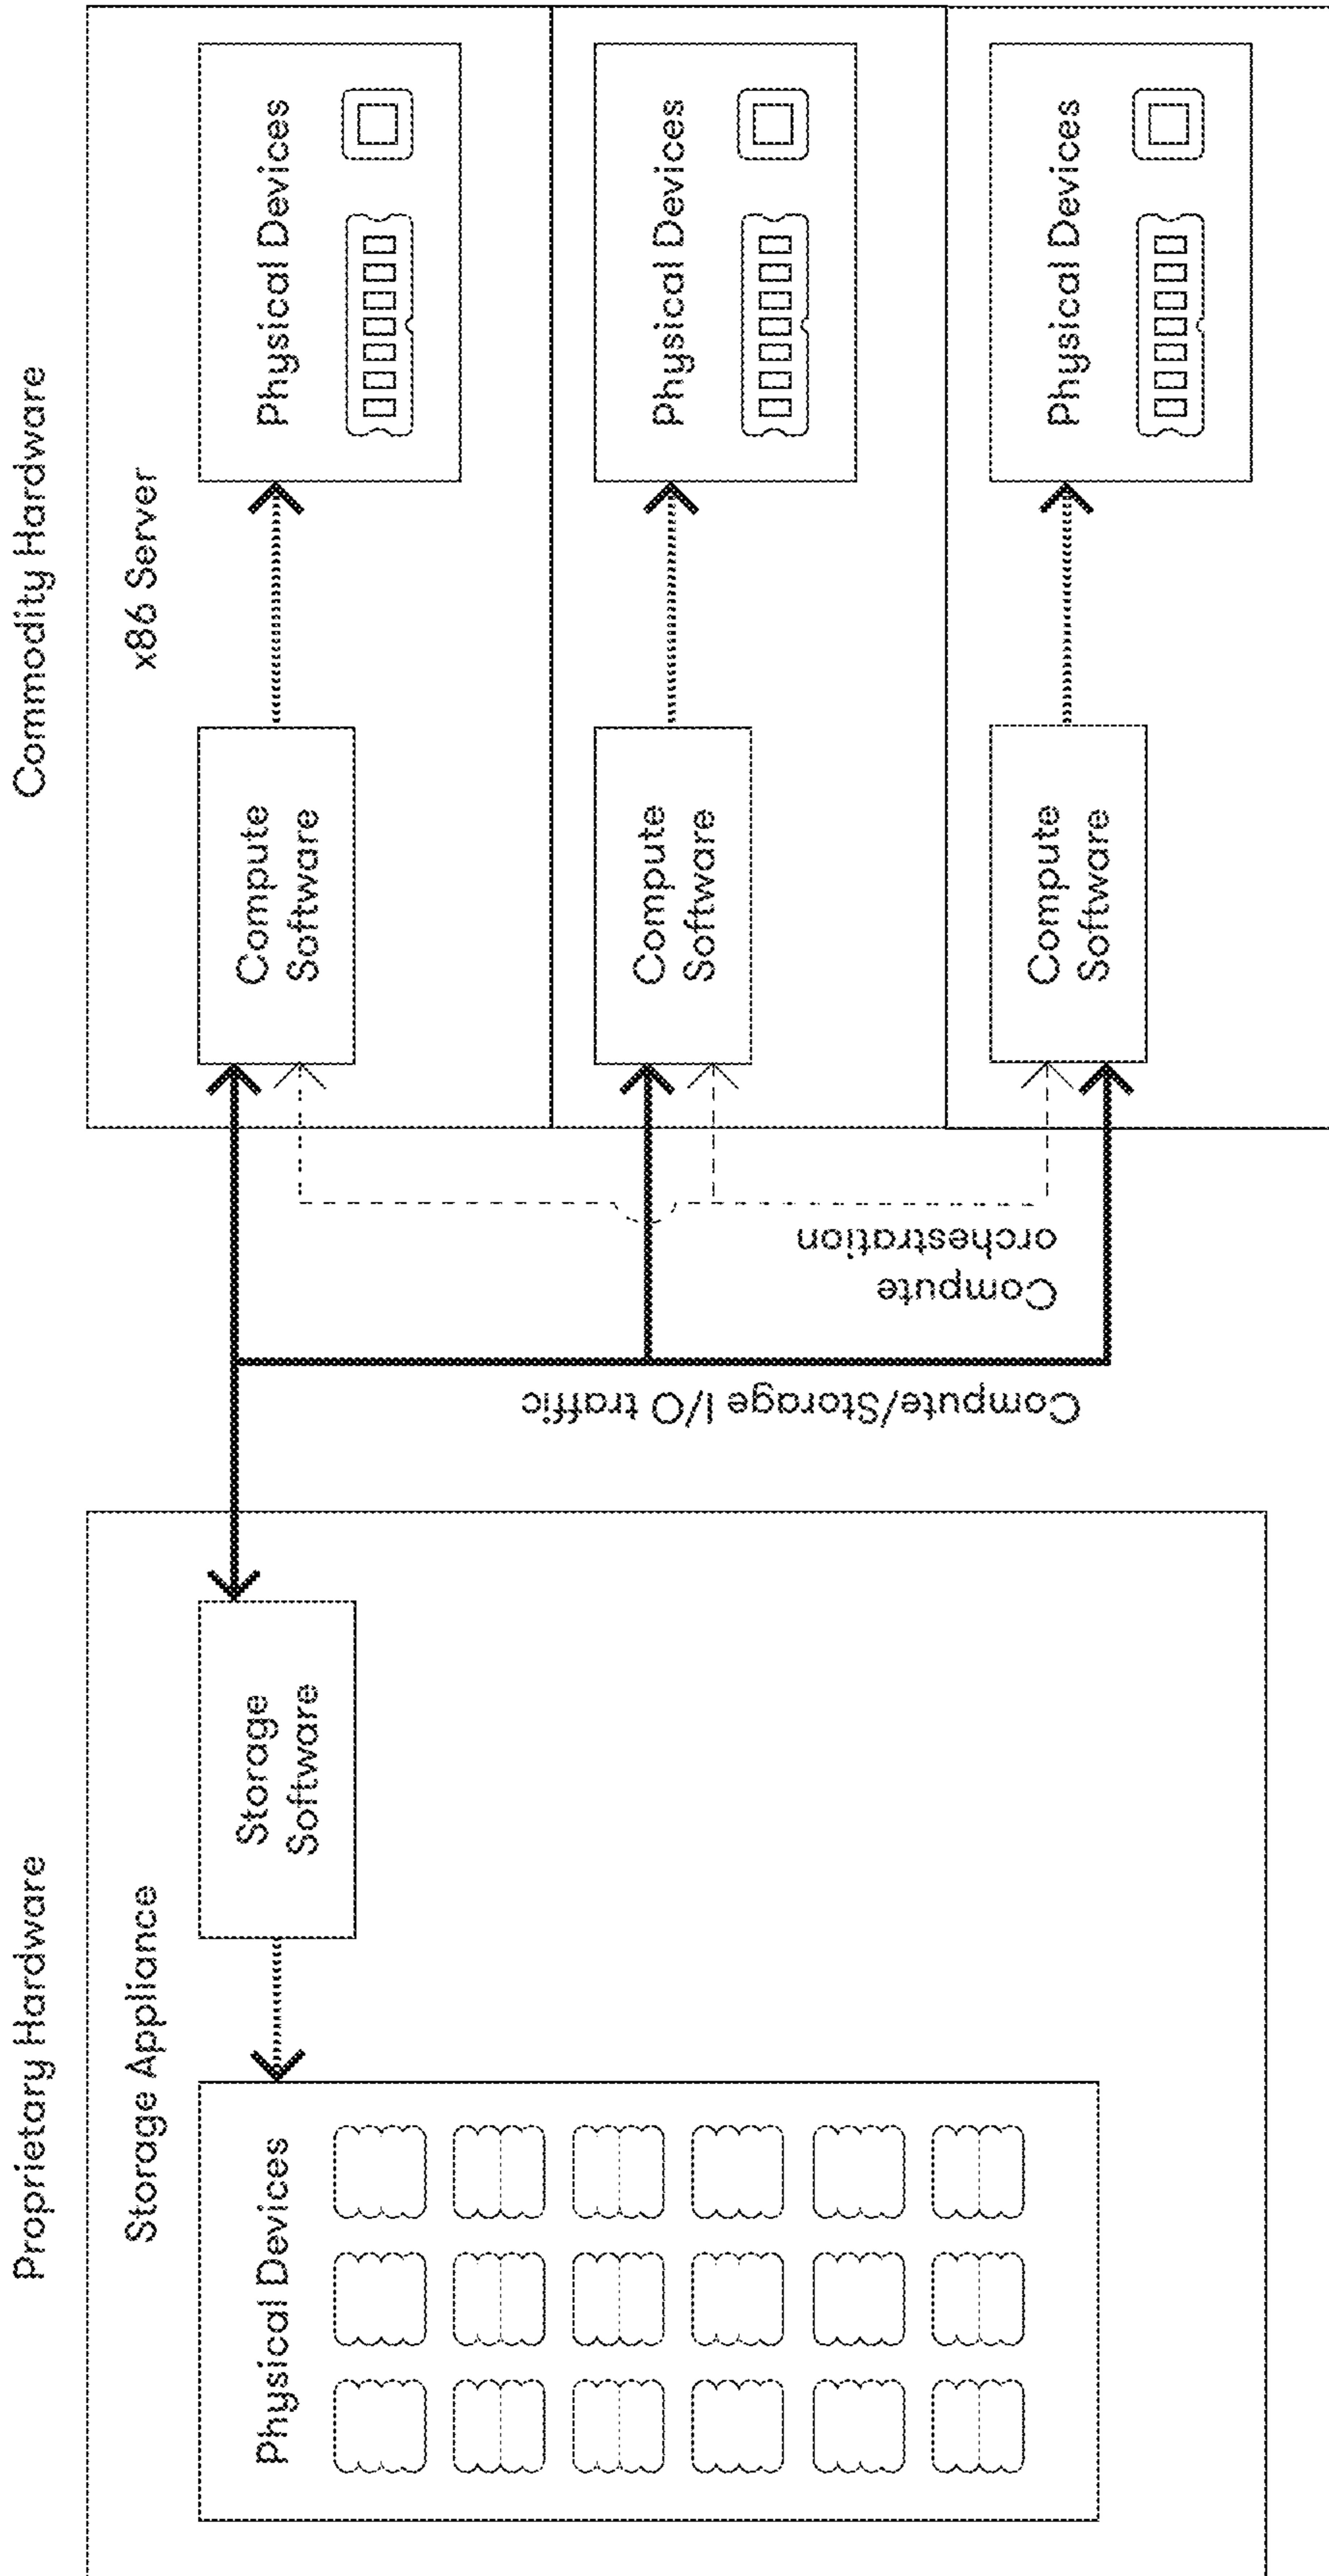 Proprietary Hardware
Storage Appliance
Physical Devices
Storage
Software
Compute/Storage I/O traffic
Compute
orchestration
Commodity Hardware
x86 Server
Compute
Software
Physical Devices
Compute
Software
Physical Devices
Compute
Software
Physical Devices